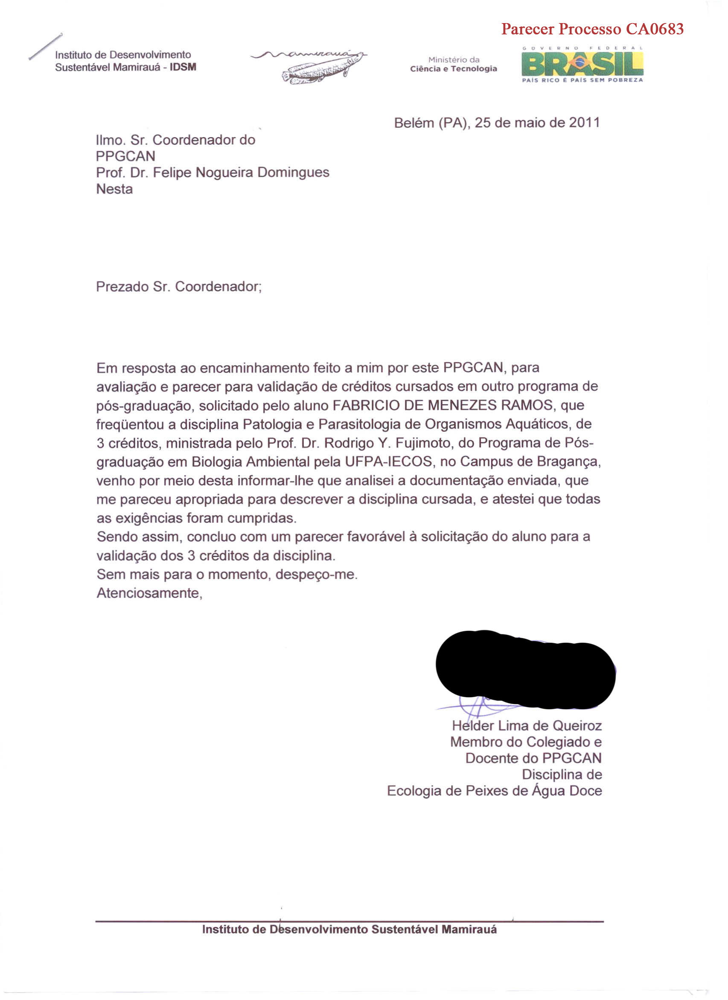 Parecer Processo CA0683
Instituto de Desenvolvimento
Sustentável Mamirauá - IDSM
Mamirauá
Ministério da
Ciência e Tecnologia
GOVERNO FEDERAL
BRASIL
PAÍS RICO É PAÍS SEM POBREZA
Belém (PA), 25 de maio de 2011
Ilmo. Sr. Coordenador do
PPGCAN
Prof. Dr. Felipe Nogueira Domingues
Nesta
Prezado Sr. Coordenador;
Em resposta ao encaminhamento feito a mim por este PPGCAN, para
avaliação e parecer para validação de créditos cursados em outro programa de
pós-graduação, solicitado pelo aluno FABRICIO DE MENEZES RAMOS, que
freqüentou a disciplina Patologia e Parasitologia de Organismos Aquáticos, de
3 créditos, ministrada pelo Prof. Dr. Rodrigo Y. Fujimoto, do Programa de Pós-
graduação em Biologia Ambiental pela UFPA-IECOS, no Campus de Bragança,
venho por meio desta informar-lhe que analisei a documentação enviada, que
me pareceu apropriada para descrever a disciplina cursada, e atestei que todas
as exigências foram cumpridas.
Sendo assim, concluo com um parecer favorável à solicitação do aluno para a
validação dos 3 créditos da disciplina.
Sem mais para o momento, despeço-me.
Atenciosamente,
Helder Lima de Queiroz
Membro do Colegiado e
Docente do PPGCAN
Disciplina de
Ecologia de Peixes de Água Doce
Instituto de Desenvolvimento Sustentável Mamirauá